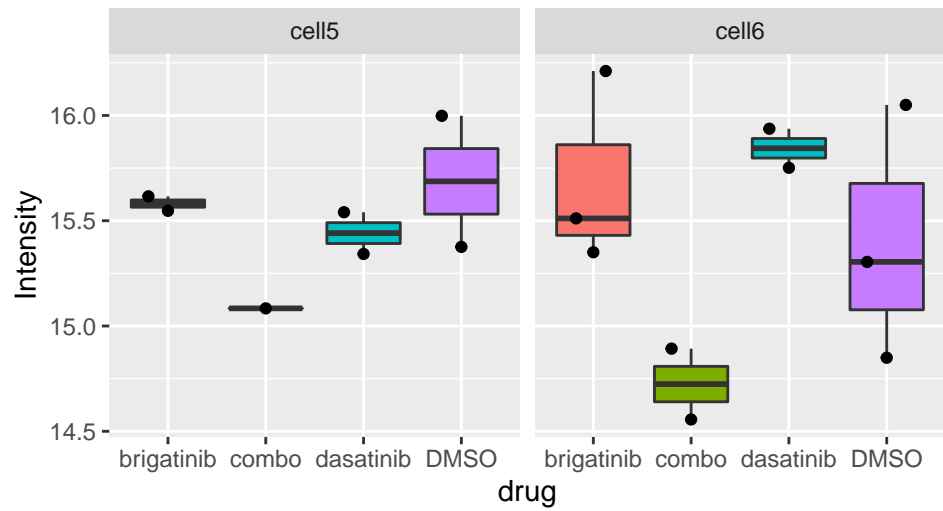 cell5 cell6
16.0
15.5
15.0
14.5
Intensity
brigatinib combo dasatinib DMSO brigatinib combo dasatinib DMSO
drug